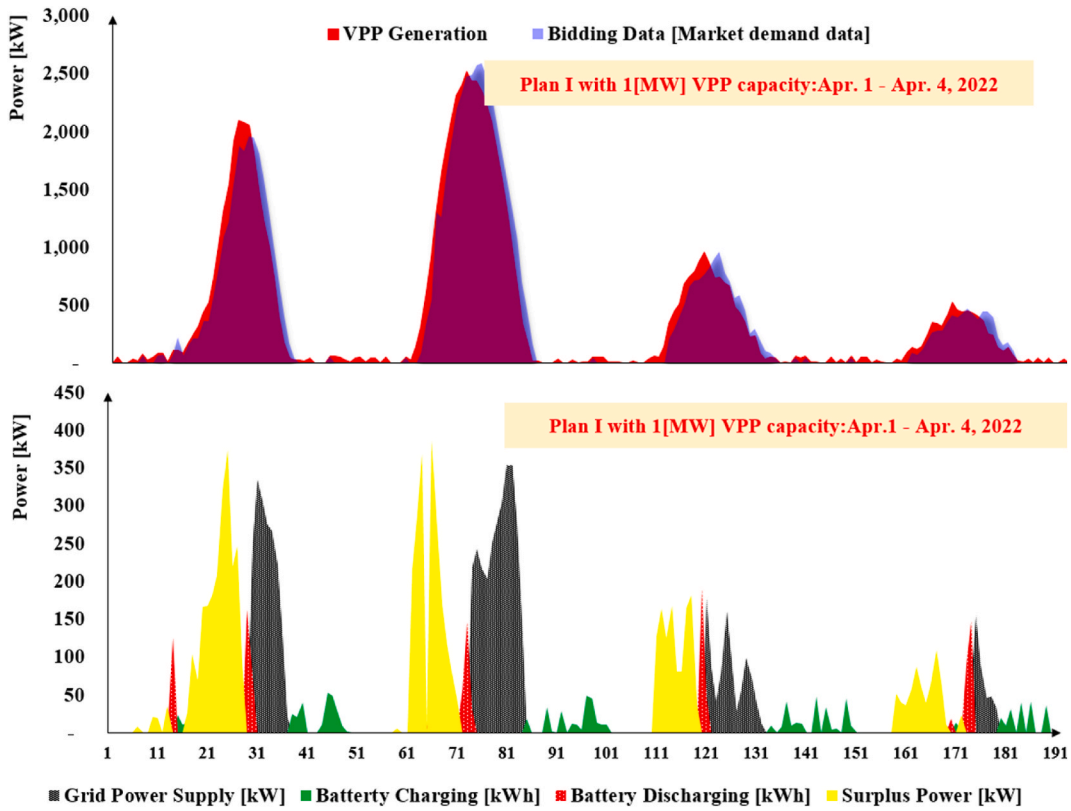 3,000
VPP Generation
Bidding Data [Market demand data]
2,500
Plan I with 1[MW] VPP capacity:Apr. 1 - Apr. 4, 2022
2,000
1,500
1,000
500
-
Power [kW]
450
400
Plan I with 1[MW] VPP capacity:Apr.1 - Apr. 4, 2022
350
300
250
200
150
100
50
-
Power [kW]
1 11 21 31 41 51 61 71 81 91 101 111 121 131 141 151 161 171 181 191
Grid Power Supply [kW] Batterty Charging [kWh] Battery Discharging [kWh] Surplus Power [kW]